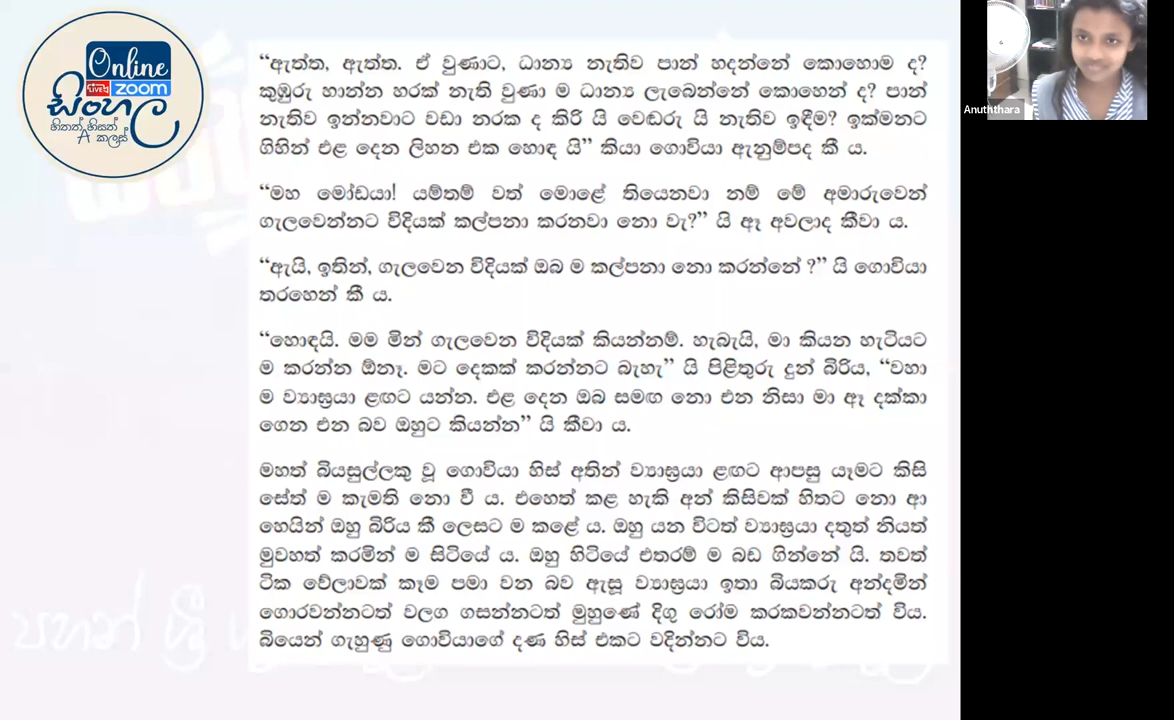 Online
LIVE zoom
සිංහල
හිතත් හිසත්
A කලස්
Anuththara
“ඇත්ත, ඇත්ත. ඒ වුණාට, ධාන්‍ය නැතිව පාන් හදන්නේ කොහොම ද?
කුඹුරු හාන්න හරක් නැති වුණා ම ධාන්‍ය ලැබෙන්නේ කොහෙන් ද? පාන්
නැතිව ඉන්නවාට වඩා නරක ද කිරි යි වෙඬරු යි නැතිව ඉඳීම? ඉක්මනට
ගිහින් එළ දෙන ලිහන එක හොඳ යි” කියා ගොවියා ඇනුම්පද කී ය.
“මහ මෝඩයා! යම්තම් වත් මොළේ තියෙනවා නම් මේ අමාරුවෙන්
ගැලවෙන්නට විදියක් කල්පනා කරනවා නො වැ?” යි ඈ අවලාද කීවා ය.
“ඇයි, ඉතින්, ගැලවෙන විදියක් ඔබ ම කල්පනා නො කරන්නේ ?” යි ගොවියා
තරහෙන් කී ය.
“හොඳයි. මම මින් ගැලවෙන විදියක් කියන්නම්. හැබැයි, මා කියන හැටියට
ම කරන්න ඕනෑ. මට දෙකක් කරන්නට බැහැ” යි පිළිතුරු දුන් බිරිය, “වහා
ම ව්‍යාඝ්‍රයා ළඟට යන්න. එළ දෙන ඔබ සමඟ නො එන නිසා මා ඈ දක්කා
ගෙන එන බව ඔහුට කියන්න” යි කීවා ය.
මහත් බියසුල්ලකු වූ ගොවියා හිස් අතින් ව්‍යාඝ්‍රයා ළඟට ආපසු යෑමට කිසි
සේත් ම කැමති නො වී ය. එහෙත් කළ හැකි අන් කිසිවක් හිතට නො ආ
හෙයින් ඔහු බිරිය කී ලෙසට ම කළේ ය. ඔහු යන විටත් ව්‍යාඝ්‍රයා දතුත් නියත්
මුවහත් කරමින් ම සිටියේ ය. ඔහු හිටියේ එතරම් ම බඩ ගින්නේ යි. තවත්
ටික වේලාවක් කෑම පමා වන බව ඇසූ ව්‍යාඝ්‍රයා ඉතා බියකරු අන්දමින්
ගොරවන්නටත් වලග ගසන්නටත් මුහුණේ දිගු රෝම කරකවන්නටත් විය.
බියෙන් ගැහුණු ගොවියාගේ දණ හිස් එකට වදින්නට විය.
පහන් ශ්‍රී